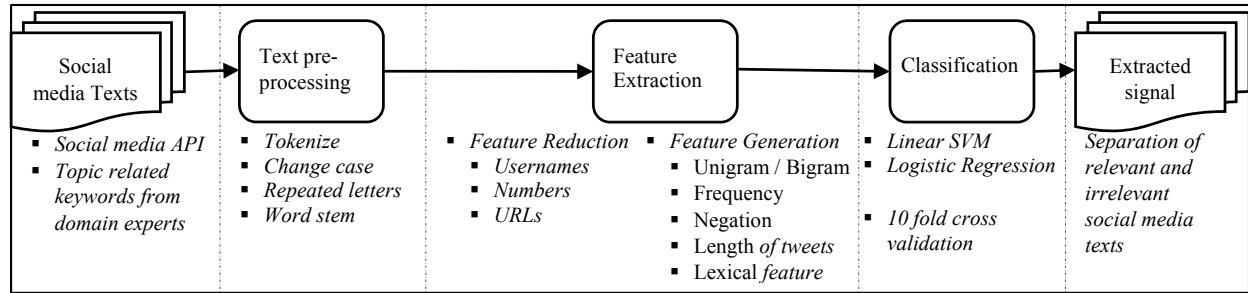 Social
media Texts
▪ Social media API
▪ Topic related
keywords from
domain experts
Text pre-
processing
▪ Tokenize
▪ Change case
▪ Repeated letters
▪ Word stem
Feature
Extraction
▪ Feature Reduction
▪ Usernames
▪ Numbers
▪ URLs
▪ Feature Generation
▪ Unigram / Bigram
▪ Frequency
▪ Negation
▪ Length of tweets
▪ Lexical feature
Classification
▪ Linear SVM
▪ Logistic Regression
▪ 10 fold cross
validation
Extracted
signal
Separation of
relevant and
irrelevant
social media
texts